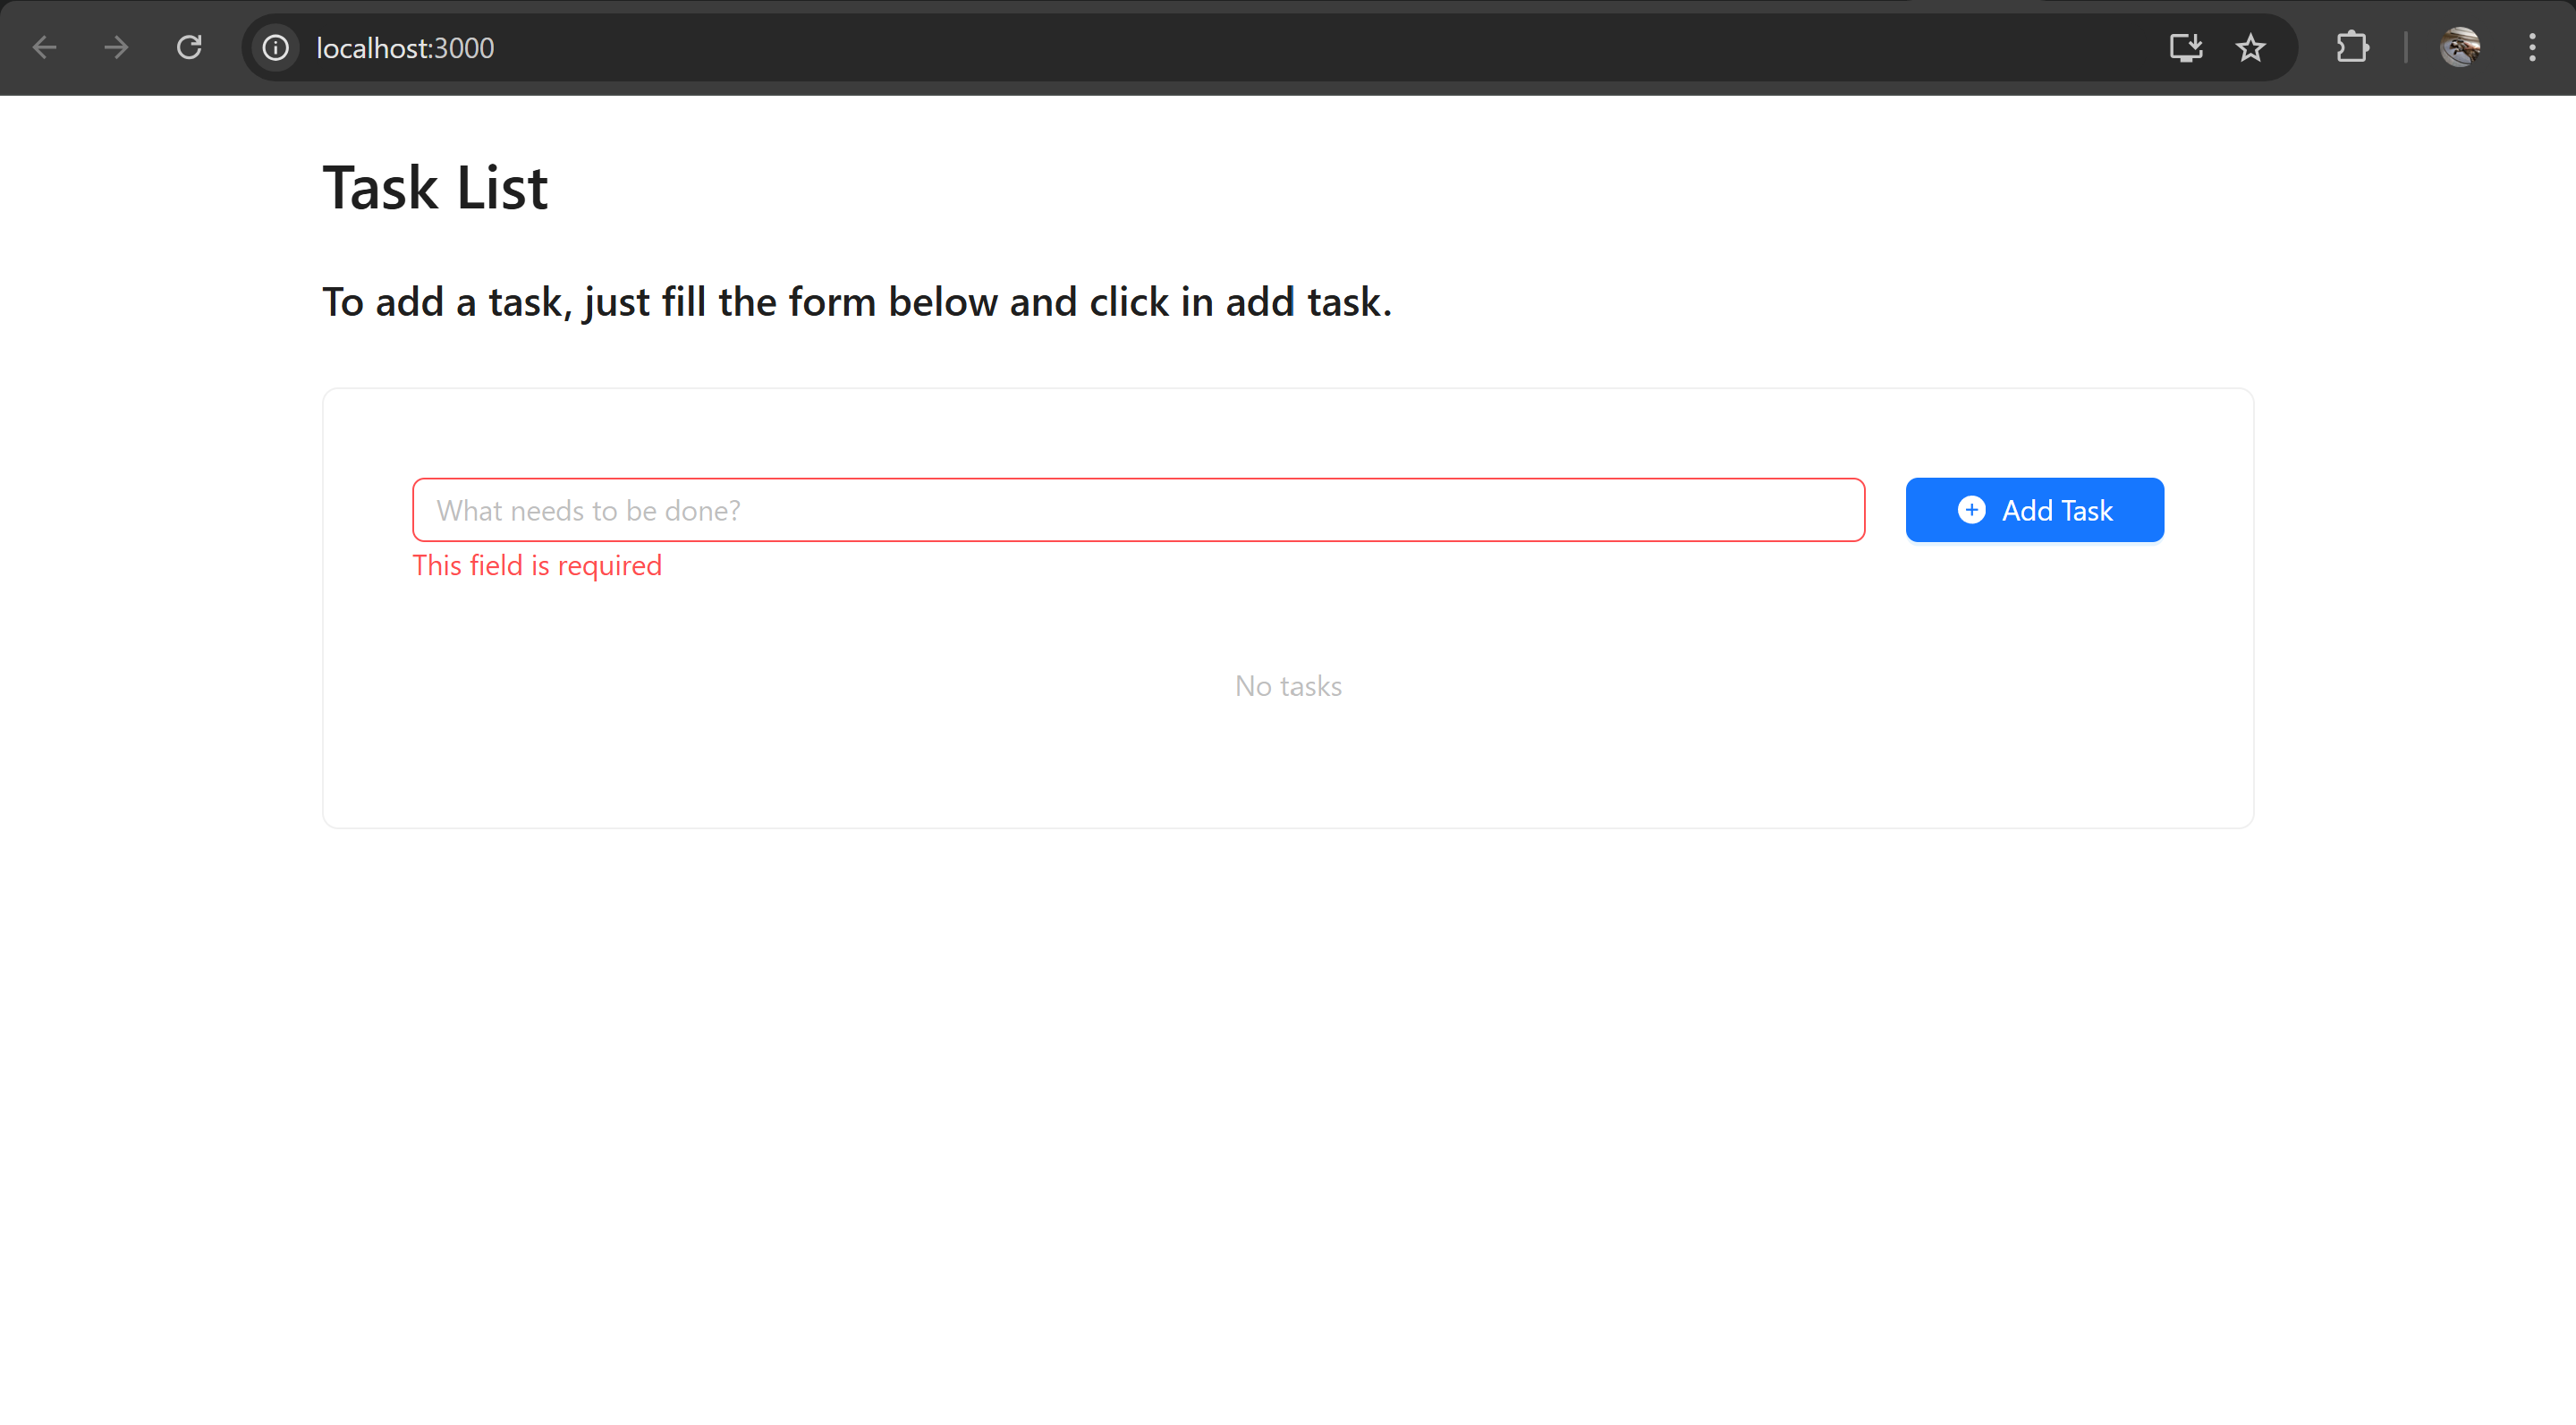 localhost:3000
Task List
To add a task, just fill the form below and click in add task.
What needs to be done?
Add Task
This field is required
No tasks